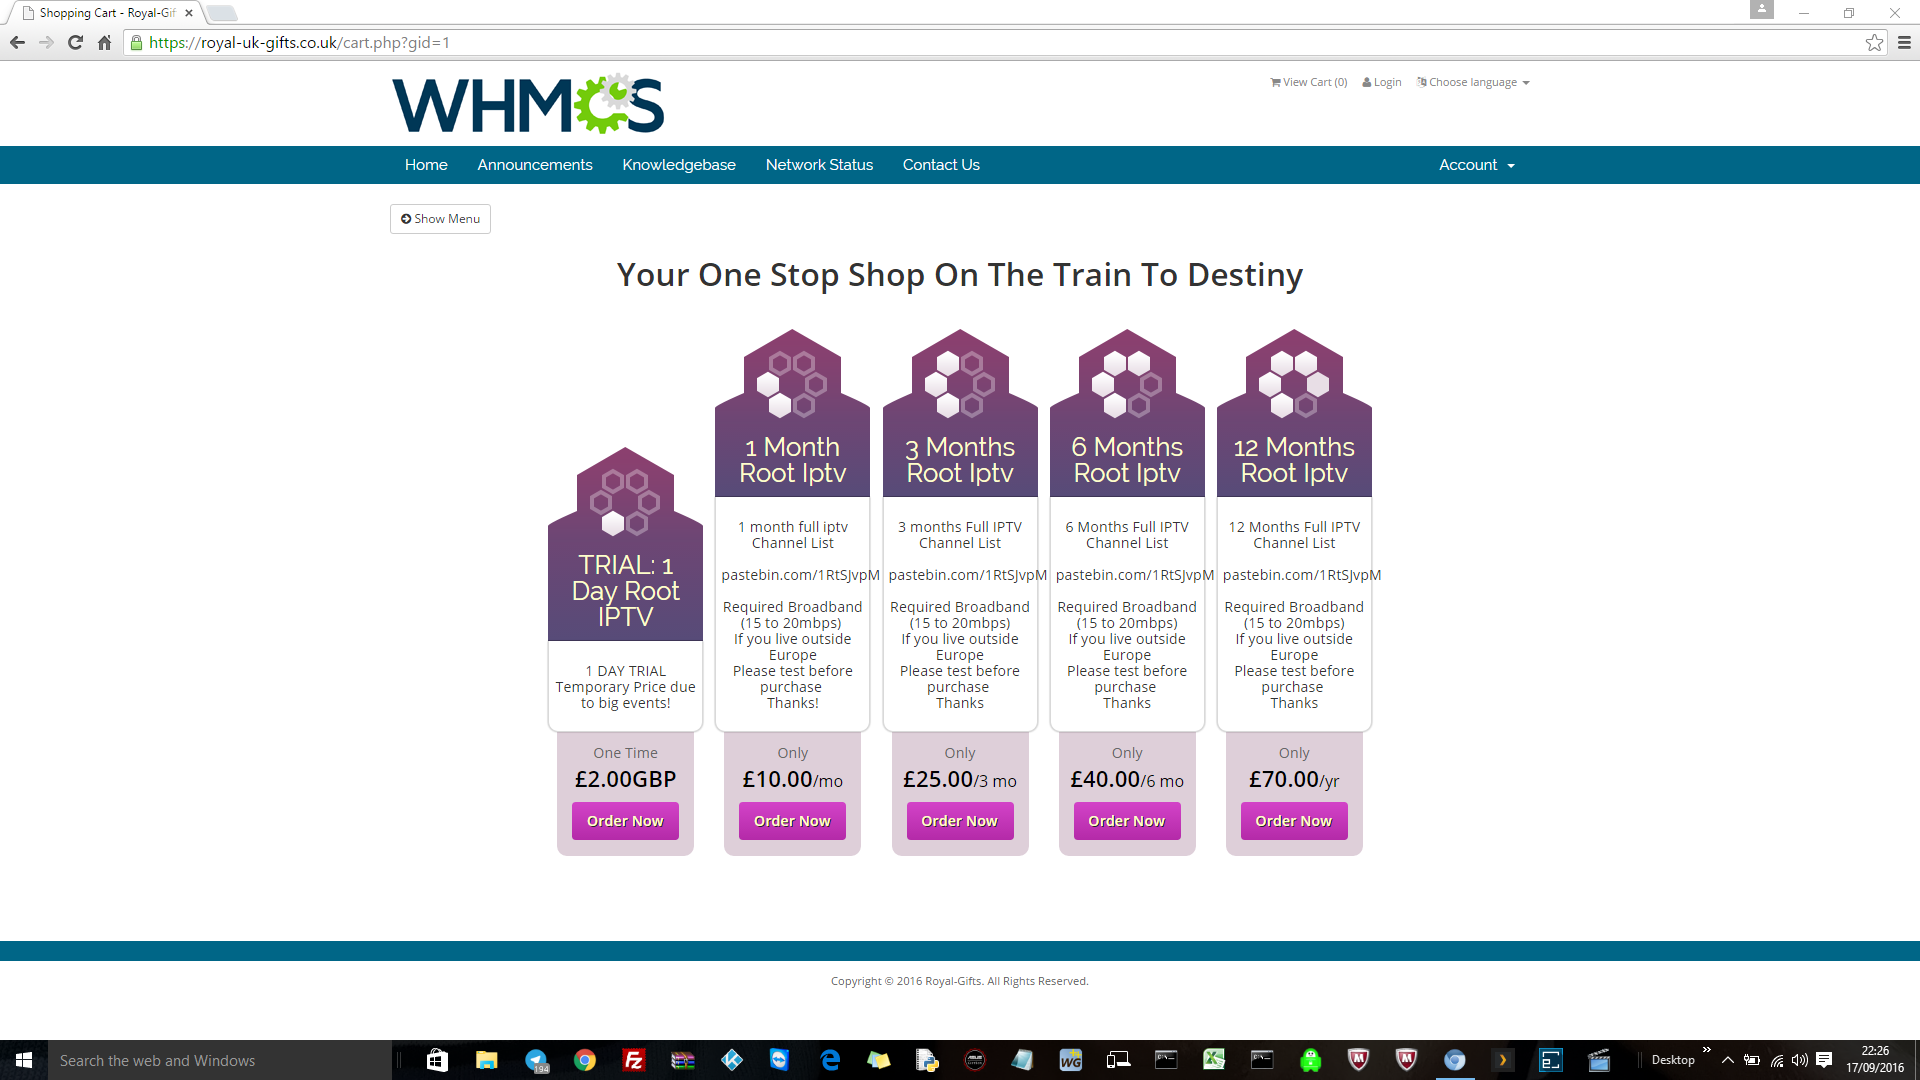 Shopping Cart - Royal-Gif
https://royal-uk-gifts.co.uk/cart.php?gid=1
WHMCS
View Cart (0) Login Choose language
Home Announcements Knowledgebase Network Status Contact Us Account
Show Menu
Your One Stop Shop On The Train To Destiny
TRIAL: 1
Day Root
IPTV
1 DAY TRIAL
Temporary Price due
to big events!
One Time
£2.00GBP
Order Now
1 Month
Root Iptv
1 month full iptv
Channel List
pastebin.com/1RtSJvpM
Required Broadband
(15 to 20mbps)
If you live outside
Europe
Please test before
purchase
Thanks!
Only
£10.00/mo
Order Now
3 Months
Root Iptv
3 months Full IPTV
Channel List
pastebin.com/1RtSJvpM
Required Broadband
(15 to 20mbps)
If you live outside
Europe
Please test before
purchase
Thanks
Only
£25.00/3 mo
Order Now
6 Months
Root Iptv
6 Months Full IPTV
Channel List
pastebin.com/1RtSJvpM
Required Broadband
(15 to 20mbps)
If you live outside
Europe
Please test before
purchase
Thanks
Only
£40.00/6 mo
Order Now
12 Months
Root Iptv
12 Months Full IPTV
Channel List
pastebin.com/1RtSJvpM
Required Broadband
(15 to 20mbps)
If you live outside
Europe
Please test before
purchase
Thanks
Only
£70.00/yr
Order Now
Copyright © 2016 Royal-Gifts. All Rights Reserved.
Search the web and Windows
194
Desktop
22:26
17/09/2016